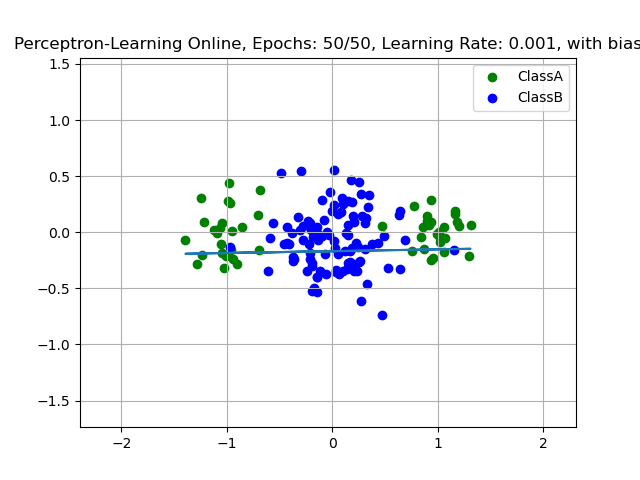 Perceptron-Learning Online, Epochs: 50/50, Learning Rate: 0.001, with bias
ClassA
ClassB
1.5
1.0
0.5
0.0
−0.5
−1.0
−1.5
−2 −1 0 1 2